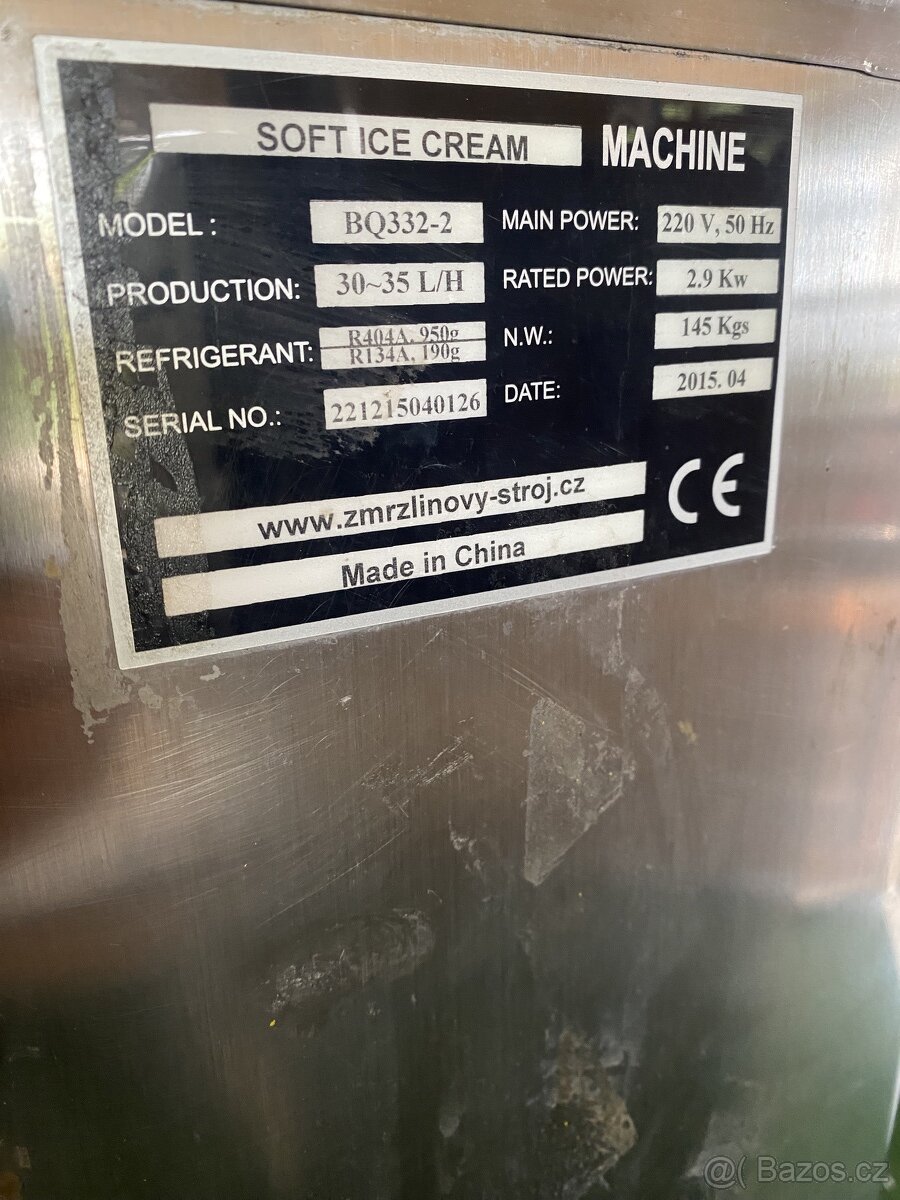 SOFT ICE CREAM MACHINE
MODEL: BQ332-2 MAIN POWER: 220 V, 50 Hz
PRODUCTION: 30~35 L/H RATED POWER: 2.9 Kw
REFRIGERANT: R404A, 950g
R134A, 190g
N.W.: 145 Kgs
SERIAL NO.: 221215040126 DATE: 2015. 04
www.zmrzlinovy-stroj.cz
CE
Made in China
@ Bazos.cz